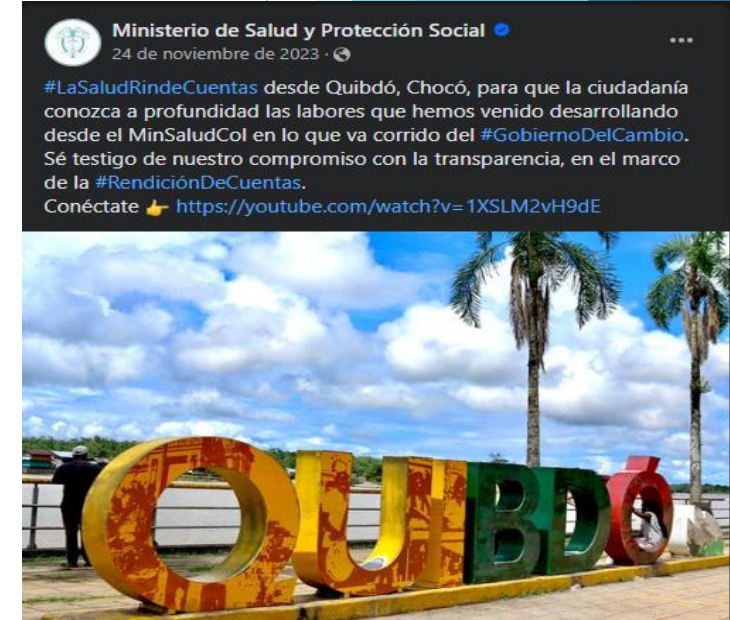 Ministerio de Salud y Protección Social
24 de noviembre de 2023 ·
#LaSaludRindeCuentas desde Quibdó, Chocó, para que la ciudadanía
conozca a profundidad las labores que hemos venido desarrollando
desde el MinSaludCol en lo que va corrido del #GobiernoDelCambio.
Sé testigo de nuestro compromiso con la transparencia, en el marco
de la #RendiciónDeCuentas.
Conéctate 👉 https://youtube.com/watch?v=1XSLM2vH9dE
QUIBDÓ